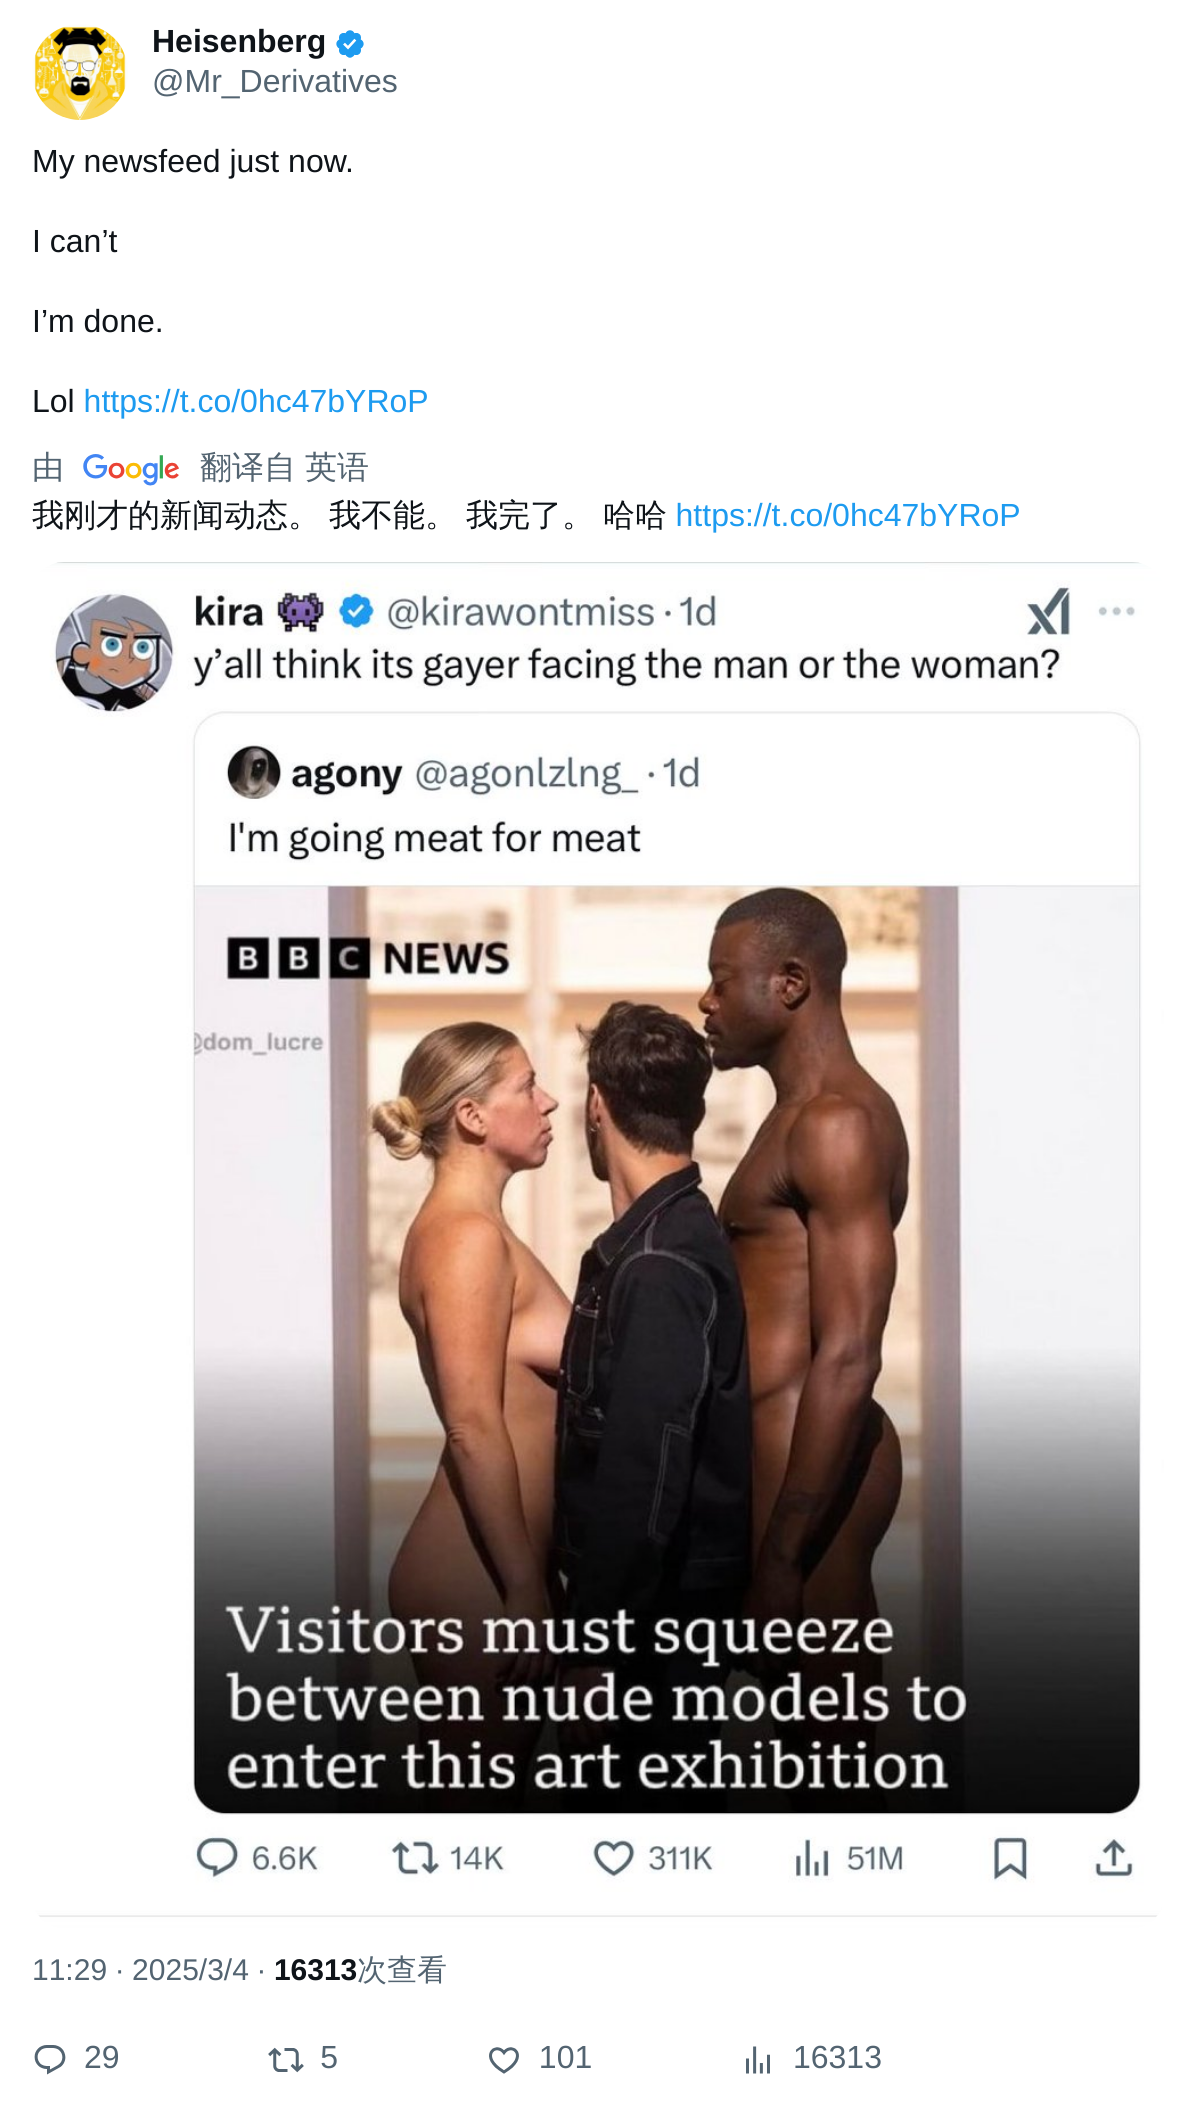 Heisenberg
@Mr_Derivatives
My newsfeed just now.
I can’t
I’m done.
Lol https://t.co/0hc47bYRoP
由 Google 翻译自 英语
我刚才的新闻动态。 我不能。 我完了。 哈哈 https://t.co/0hc47bYRoP
kira 👾 @kirawontmiss · 1d
y’all think its gayer facing the man or the woman?
agony @agonlzlng_ · 1d
I'm going meat for meat
BBC NEWS
@dom_lucre
Visitors must squeeze
between nude models to
enter this art exhibition
6.6K 14K 311K 51M
11:29 · 2025/3/4 · 16313次查看
29 5 101 16313